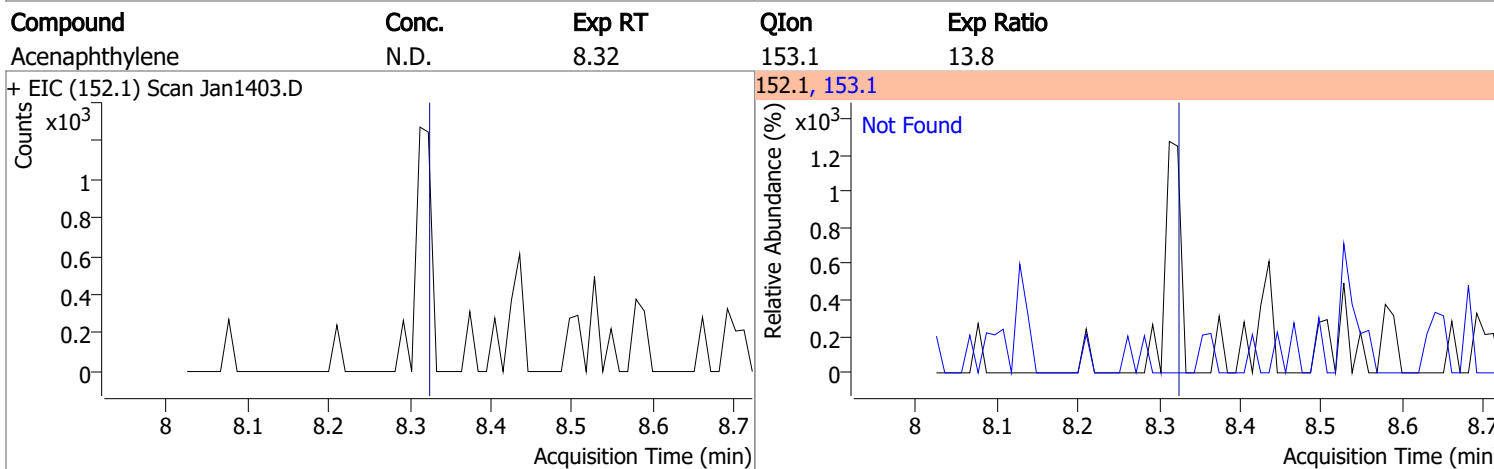 Compound Conc. Exp RT QIon Exp Ratio
Acenaphthylene N.D. 8.32 153.1 13.8
+ EIC (152.1) Scan Jan1403.D
Counts
x10³
1
0.8
0.6
0.4
0.2
0
8 8.1 8.2 8.3 8.4 8.5 8.6 8.7
Acquisition Time (min)
152.1, 153.1
Relative Abundance (%)
x10³
Not Found
1.2
1
0.8
0.6
0.4
0.2
0
8 8.1 8.2 8.3 8.4 8.5 8.6 8.7
Acquisition Time (min